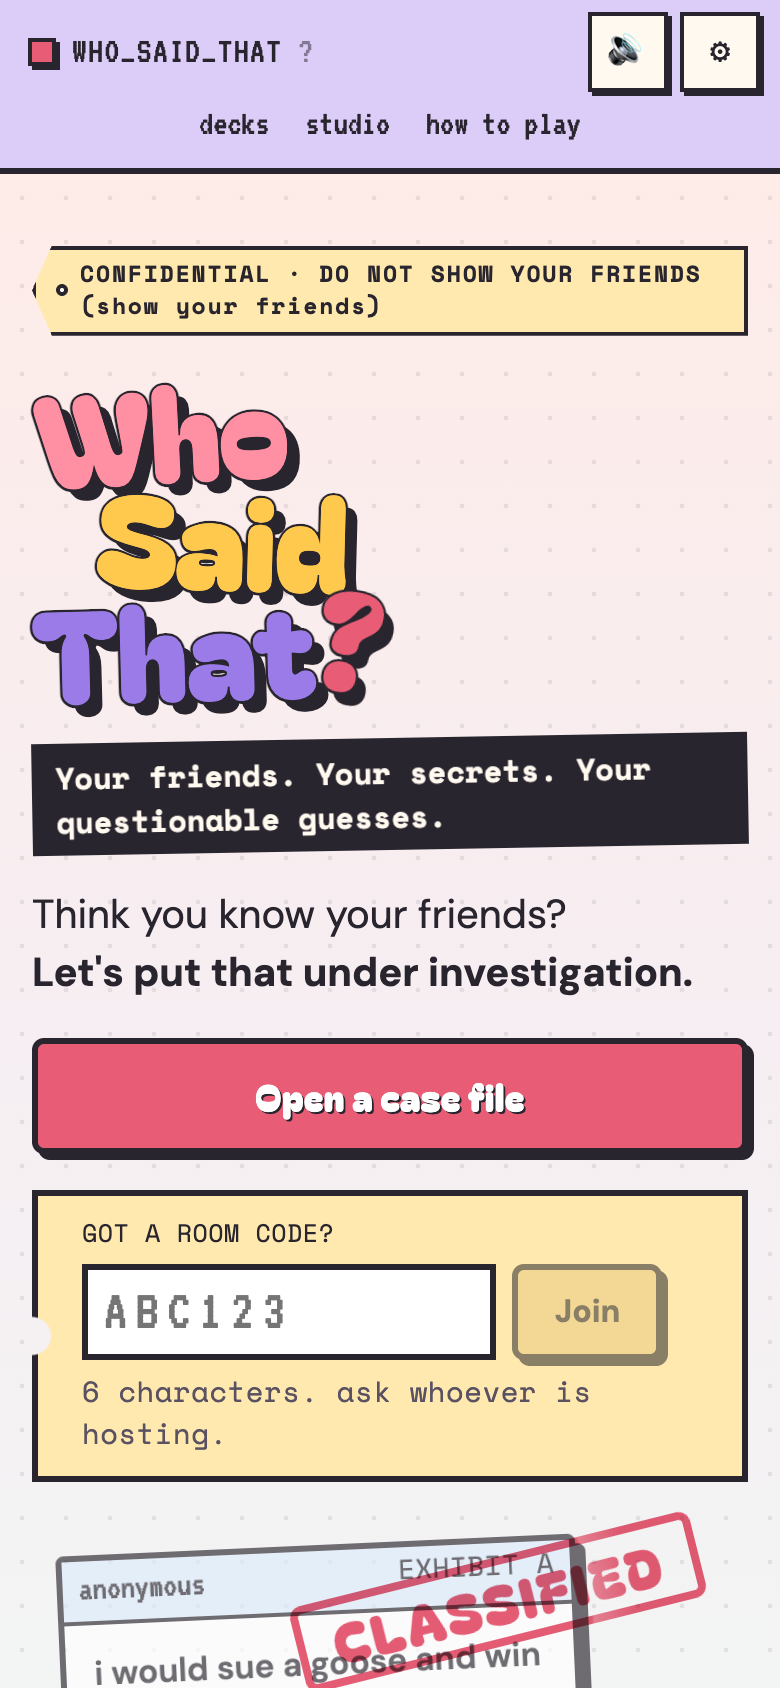 WHO_SAID_THAT ?
decks studio how to play
CONFIDENTIAL · DO NOT SHOW YOUR FRIENDS
(show your friends)
Who
Said
That?
Your friends. Your secrets. Your
questionable guesses.
Think you know your friends?
Let's put that under investigation.
Open a case file
GOT A ROOM CODE?
ABC123
Join
6 characters. ask whoever is
hosting.
anonymous
EXHIBIT A
CLASSIFIED
i would sue a goose and win